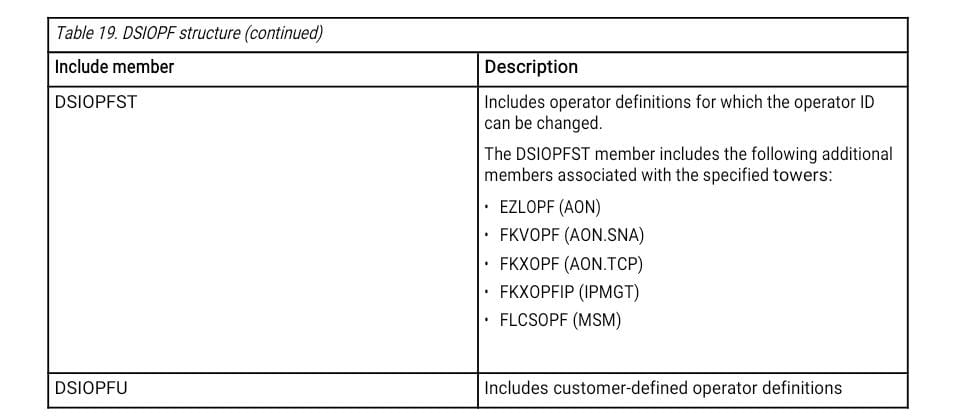 Table 19. DSIOPF structure (continued)
Include member
Description
DSIOPFST
Includes operator definitions for which the operator ID
can be changed.
The DSIOPFST member includes the following additional
members associated with the specified towers:
• EZLOPF (AON)
• FKVOPF (AON.SNA)
• FKXOPF (AON.TCP)
• FKXOPFIP (IPMGT)
• FLCSOPF (MSM)
DSIOPFU
Includes customer-defined operator definitions